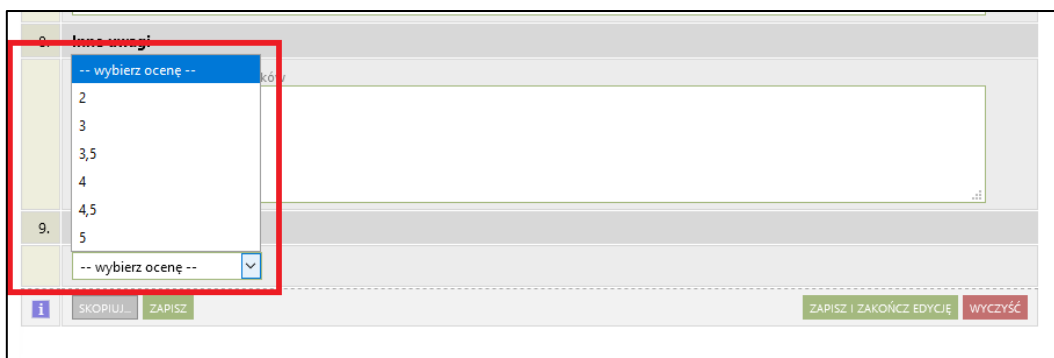 8. Inne uwagi
-- wybierz ocenę --
ków
2
3
3,5
4
4,5
9.
5
-- wybierz ocenę --
i SKOPIUJ... ZAPISZ ZAPISZ I ZAKOŃCZ EDYCJĘ WYCZYŚĆ